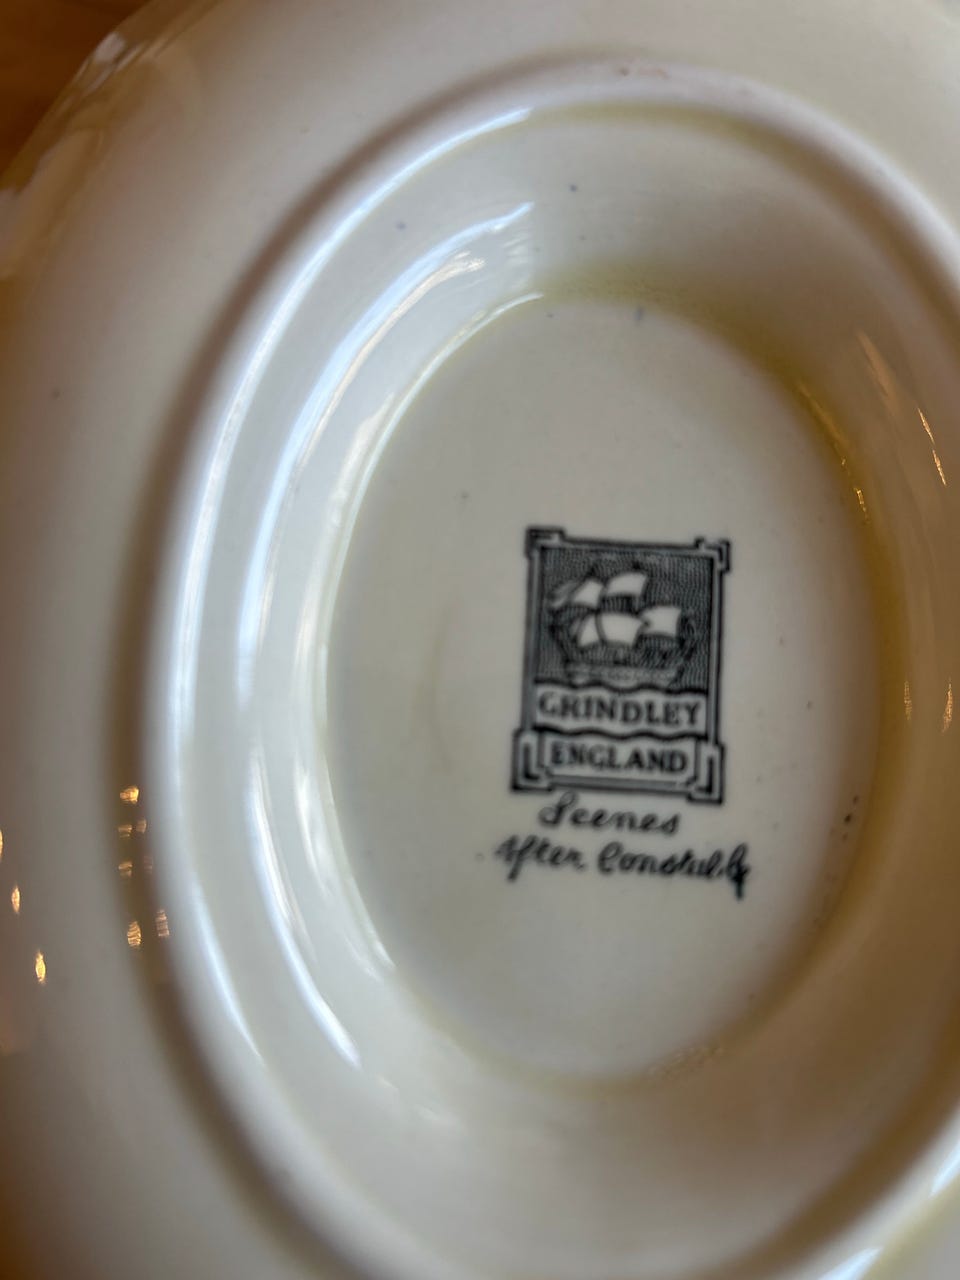 GRINDLEY
ENGLAND
Scenes
After Constable